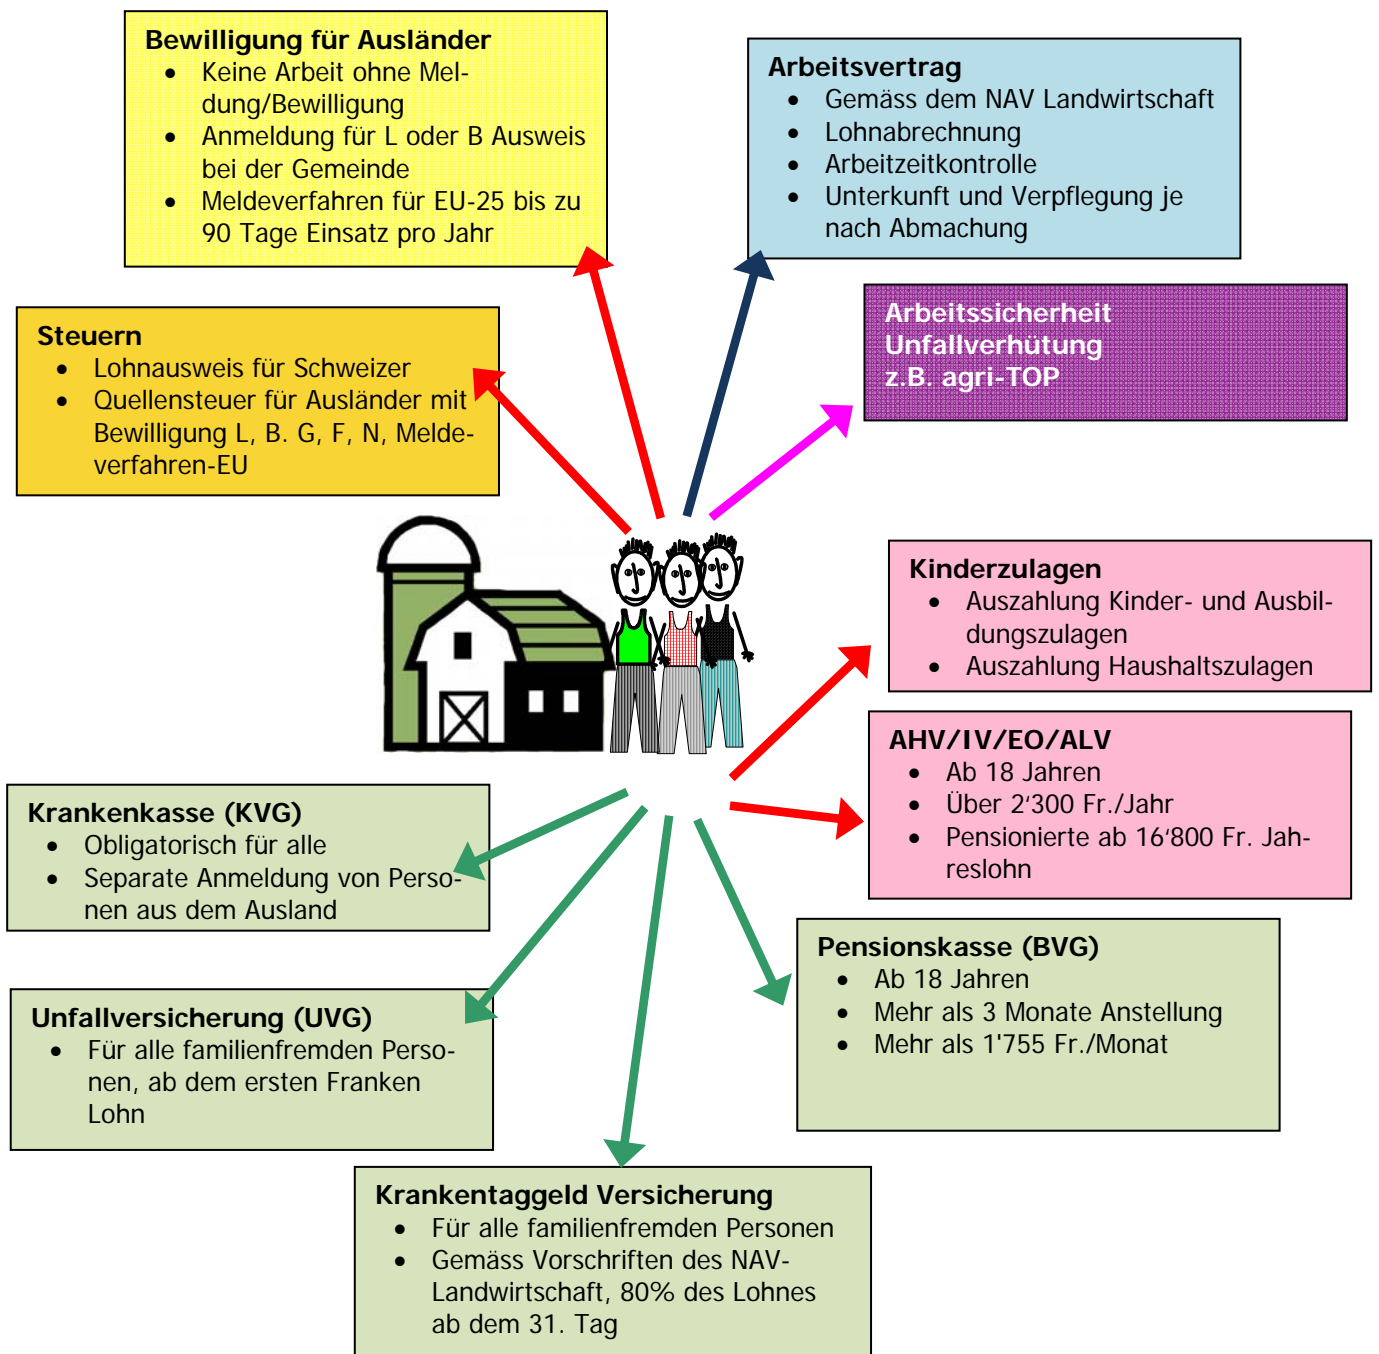 Bewilligung für Ausländer
• Keine Arbeit ohne Mel-
dung/Bewilligung
• Anmeldung für L oder B Ausweis
bei der Gemeinde
• Meldeverfahren für EU-25 bis zu
90 Tage Einsatz pro Jahr
Arbeitsvertrag
• Gemäss dem NAV Landwirtschaft
• Lohnabrechnung
• Arbeitzeitkontrolle
• Unterkunft und Verpflegung je
nach Abmachung
Steuern
• Lohnausweis für Schweizer
• Quellensteuer für Ausländer mit
Bewilligung L, B. G, F, N, Melde-
verfahren-EU
Arbeitssicherheit
Unfallverhütung
z.B. agri-TOP
Kinderzulagen
• Auszahlung Kinder- und Ausbil-
dungszulagen
• Auszahlung Haushaltszulagen
AHV/IV/EO/ALV
• Ab 18 Jahren
• Über 2'300 Fr./Jahr
• Pensionierte ab 16'800 Fr. Jah-
reslohn
Krankenkasse (KVG)
• Obligatorisch für alle
• Separate Anmeldung von Perso-
nen aus dem Ausland
Pensionskasse (BVG)
• Ab 18 Jahren
• Mehr als 3 Monate Anstellung
• Mehr als 1'755 Fr./Monat
Unfallversicherung (UVG)
• Für alle familienfremden Perso-
nen, ab dem ersten Franken
Lohn
Krankentaggeld Versicherung
• Für alle familienfremden Personen
• Gemäss Vorschriften des NAV-
Landwirtschaft, 80% des Lohnes
ab dem 31. Tag